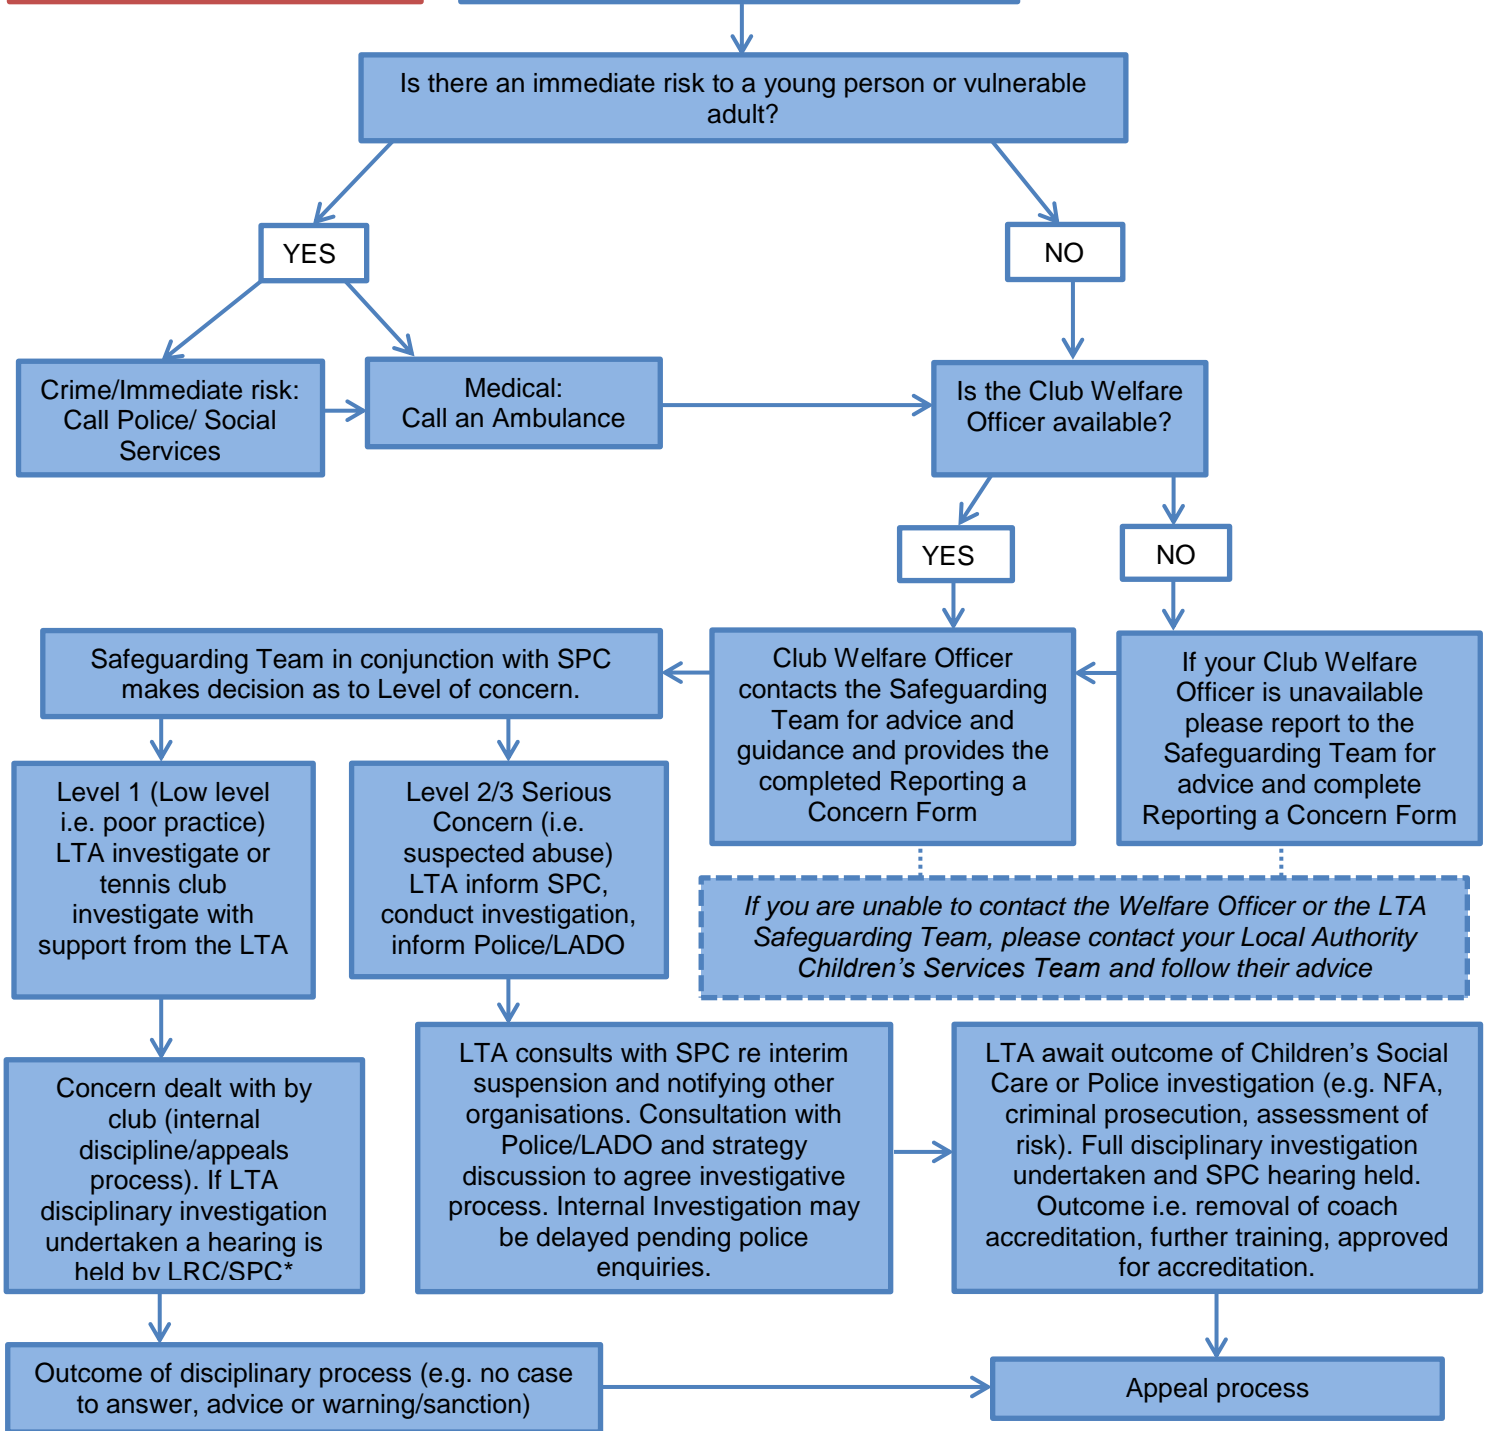 Is there an immediate risk to a young person or vulnerable
adult?
YES
NO
Crime/Immediate risk:
Call Police/ Social
Services
Medical:
Call an Ambulance
Is the Club Welfare
Officer available?
YES
NO
Safeguarding Team in conjunction with SPC
makes decision as to Level of concern.
Club Welfare Officer
contacts the Safeguarding
Team for advice and
guidance and provides the
completed Reporting a
Concern Form
If your Club Welfare
Officer is unavailable
please report to the
Safeguarding Team for
advice and complete
Reporting a Concern Form
Level 1 (Low level
i.e. poor practice)
LTA investigate or
tennis club
investigate with
support from the LTA
Level 2/3 Serious
Concern (i.e.
suspected abuse)
LTA inform SPC,
conduct investigation,
inform Police/LADO
If you are unable to contact the Welfare Officer or the LTA
Safeguarding Team, please contact your Local Authority
Children’s Services Team and follow their advice
Concern dealt with by
club (internal
discipline/appeals
process). If LTA
disciplinary investigation
undertaken a hearing is
held by LRC/SPC*
LTA consults with SPC re interim
suspension and notifying other
organisations. Consultation with
Police/LADO and strategy
discussion to agree investigative
process. Internal Investigation may
be delayed pending police
enquiries.
LTA await outcome of Children’s Social
Care or Police investigation (e.g. NFA,
criminal prosecution, assessment of
risk). Full disciplinary investigation
undertaken and SPC hearing held.
Outcome i.e. removal of coach
accreditation, further training, approved
for accreditation.
Outcome of disciplinary process (e.g. no case
to answer, advice or warning/sanction)
Appeal process